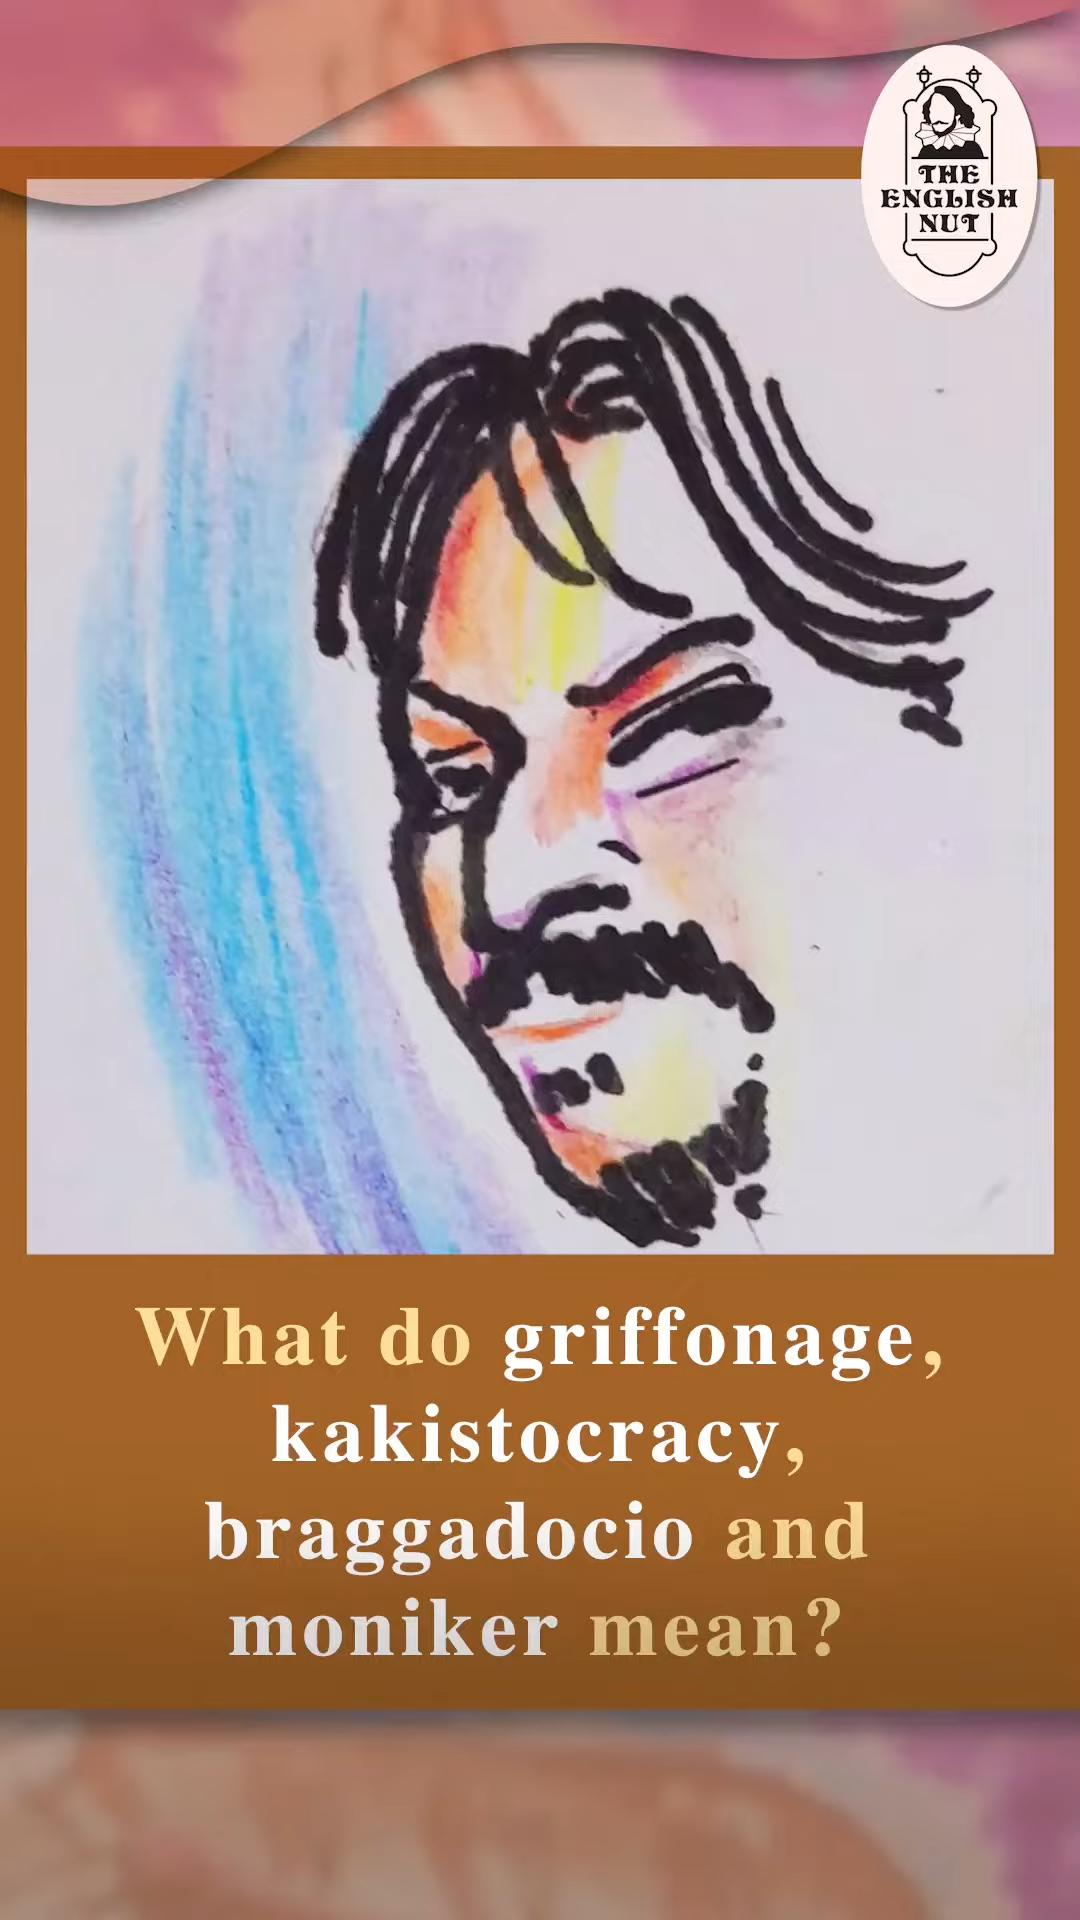 THE
ENGLISH
NUT
What do griffonage,
kakistocracy,
braggadocio and
moniker mean?